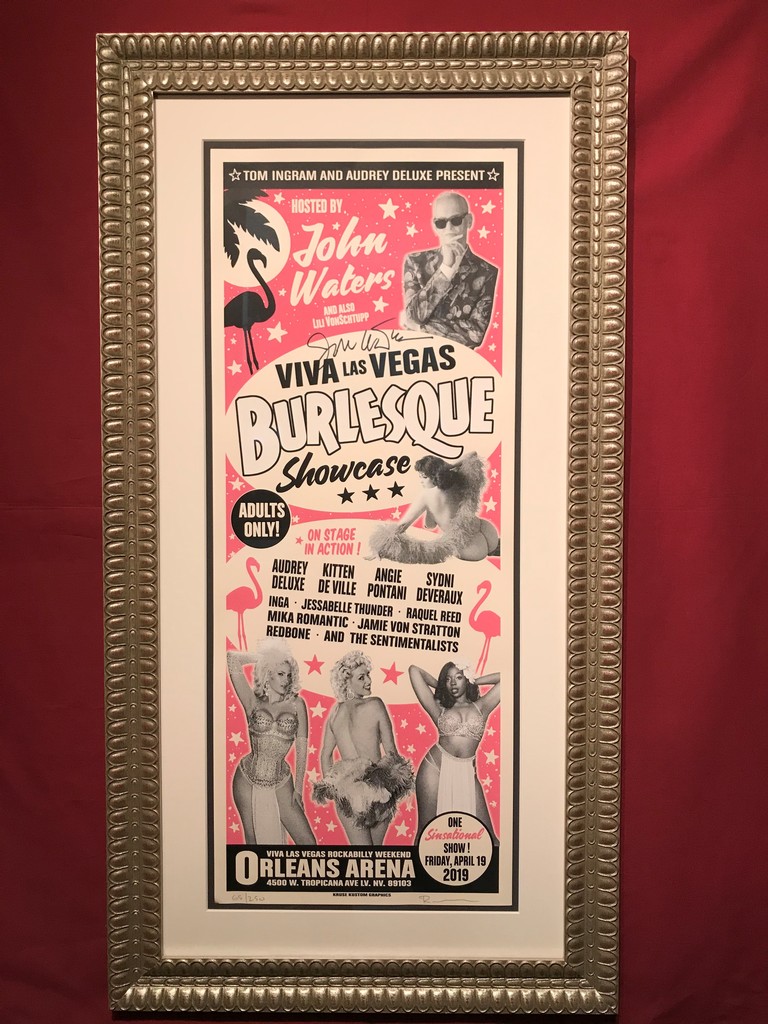 ☆ TOM INGRAM AND AUDREY DELUXE PRESENT ☆
HOSTED BY
John
Waters
AND ALSO
LILI VONSCHTUPP
VIVA LAS VEGAS
BURLESQUE
Showcase
★ ★ ★
ADULTS
ONLY!
ON STAGE
IN ACTION!
AUDREY DELUXE
KITTEN DE VILLE
ANGIE PONTANI
SYDNI DEVERAUX
INGA · JESSABELLE THUNDER · RAQUEL REED
MIKA ROMANTIC · JAMIE VON STRATTON
REDBONE · AND THE SENTIMENTALISTS
ONE
Sinsational
SHOW!
FRIDAY, APRIL 19
2019
VIVA LAS VEGAS ROCKABILLY WEEKEND
ORLEANS ARENA
4500 W. TROPICANA AVE LV. NV. 89103
KRUSE KUSTOM GRAPHICS